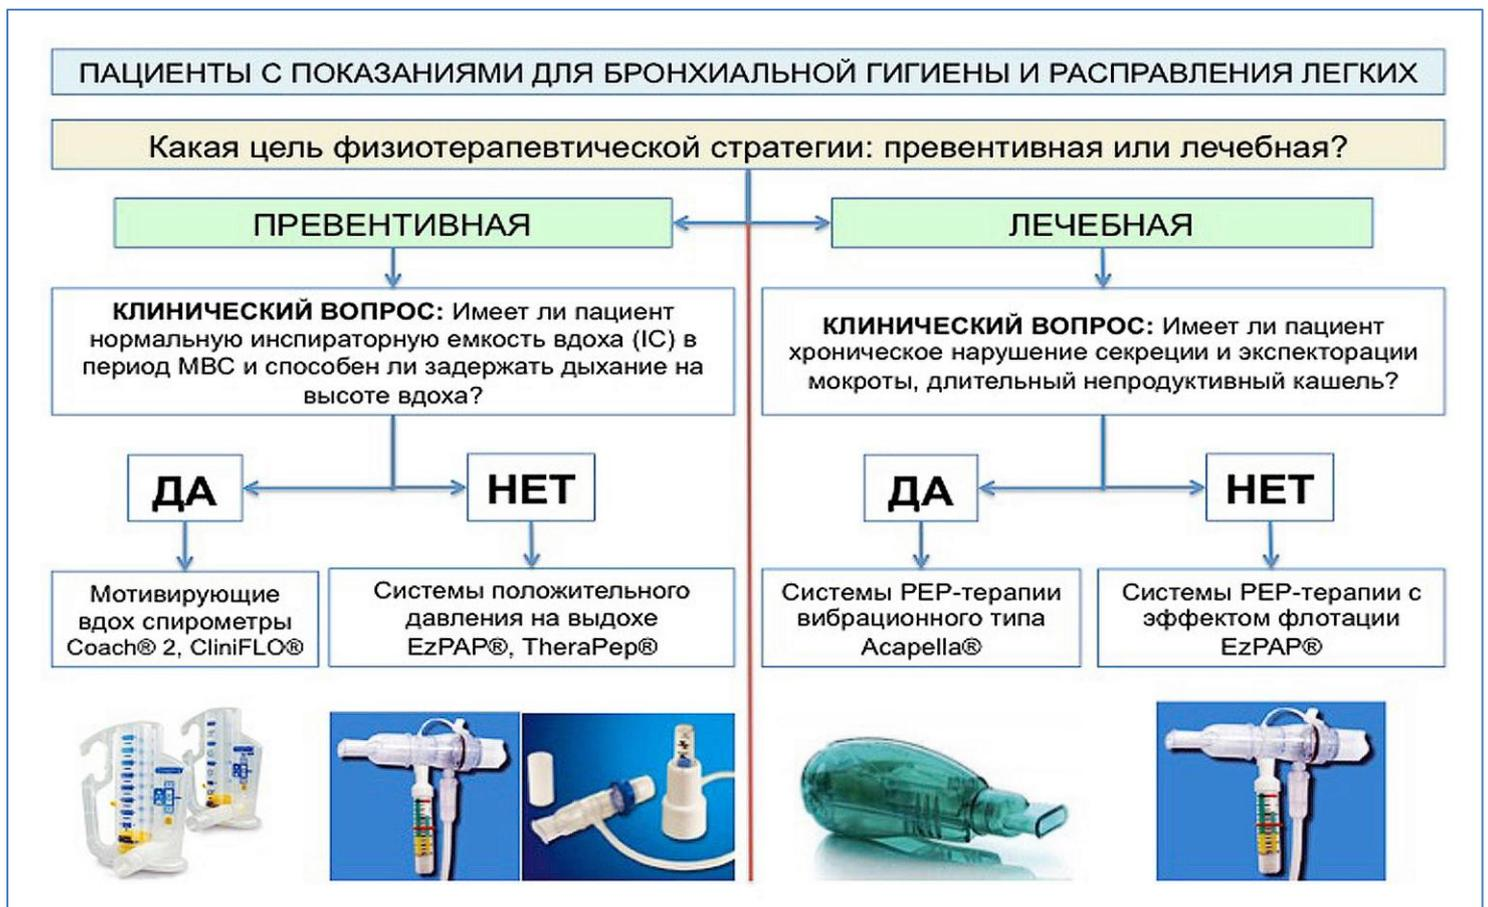 ПАЦИЕНТЫ С ПОКАЗАНИЯМИ ДЛЯ БРОНХИАЛЬНОЙ ГИГИЕНЫ И РАСПРАВЛЕНИЯ ЛЕГКИХ
Какая цель физиотерапевтической стратегии: превентивная или лечебная?
ПРЕВЕНТИВНАЯ
КЛИНИЧЕСКИЙ ВОПРОС: Имеет ли пациент
нормальную инспираторную емкость вдоха (IC) в
период МВС и способен ли задержать дыхание на
высоте вдоха?
ДА
НЕТ
Мотивирующие
вдох спирометры
Coach® 2, CliniFLO®
Системы положительного
давления на выдохе
EzPAP®, TheraPep®
ЛЕЧЕБНАЯ
КЛИНИЧЕСКИЙ ВОПРОС: Имеет ли пациент
хроническое нарушение секреции и экспекторации
мокроты, длительный непродуктивный кашель?
ДА
НЕТ
Системы PEP-терапии
вибрационного типа
Acapella®
Системы PEP-терапии с
эффектом флотации
EzPAP®